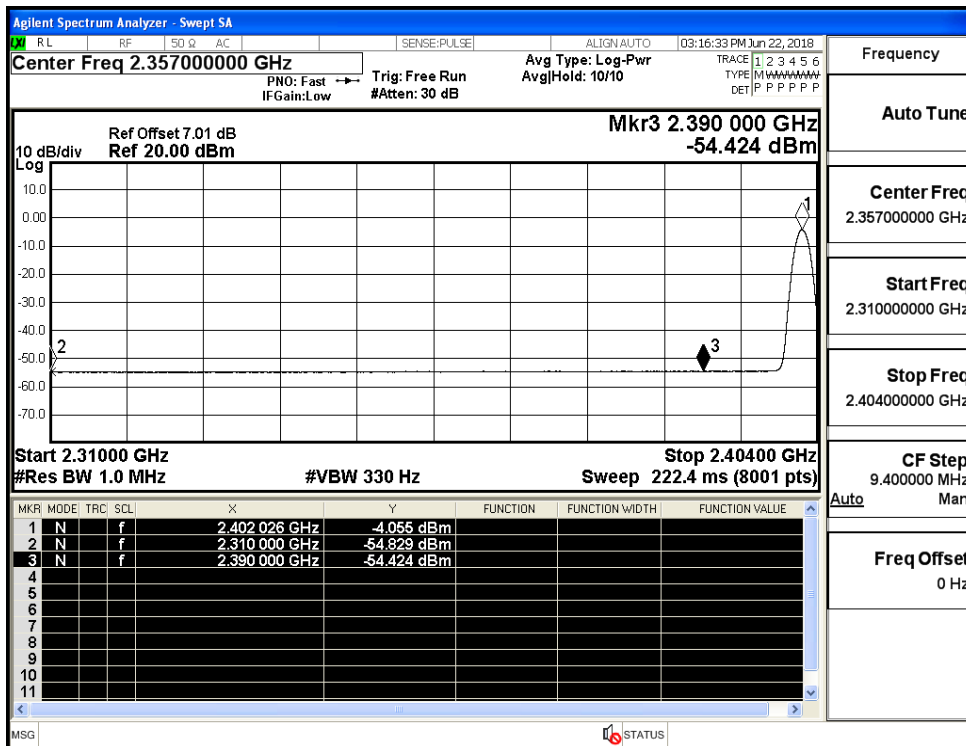 Agilent Spectrum Analyzer - Swept SA
LXI RL RF 50 Ω AC SENSE:PULSE ALIGN AUTO 03:16:33 PM Jun 22, 2018
Center Freq 2.357000000 GHz
PNO: Fast
IFGain:Low
Trig: Free Run
#Atten: 30 dB
Avg Type: Log-Pwr
Avg|Hold: 10/10
TRACE 1 2 3 4 5 6
TYPE M W W W W W
DET P P P P P P
Ref Offset 7.01 dB
10 dB/div Ref 20.00 dBm
Log
Mkr3 2.390 000 GHz
-54.424 dBm
10.0
0.00
-10.0
-20.0
-30.0
-40.0
-50.0
-60.0
-70.0
1
2
3
Start 2.31000 GHz Stop 2.40400 GHz
#Res BW 1.0 MHz #VBW 330 Hz Sweep 222.4 ms (8001 pts)
MKR MODE TRC SCL X Y FUNCTION FUNCTION WIDTH FUNCTION VALUE
1 N f 2.402 026 GHz -4.055 dBm
2 N f 2.310 000 GHz -54.829 dBm
3 N f 2.390 000 GHz -54.424 dBm
4
5
6
7
8
9
10
11
MSG STATUS
Frequency
Auto Tune
Center Freq
2.357000000 GHz
Start Freq
2.310000000 GHz
Stop Freq
2.404000000 GHz
CF Step
9.400000 MHz
Auto Man
Freq Offset
0 Hz